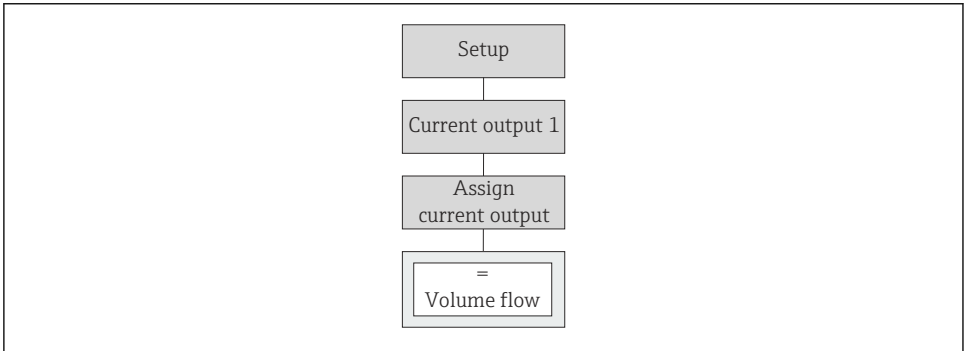 Setup
Current output 1
Assign
current output
=
Volume flow